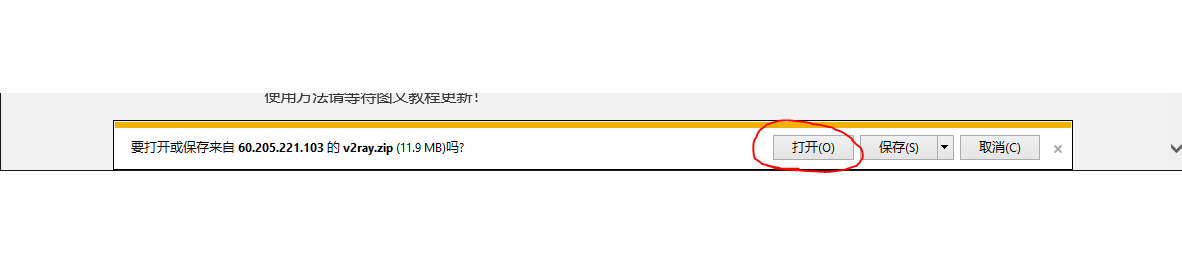 使用方法请等待图文教程更新!
要打开或保存来自 60.205.221.103 的 v2ray.zip (11.9 MB)吗? 打开(O) 保存(S) 取消(C) ×